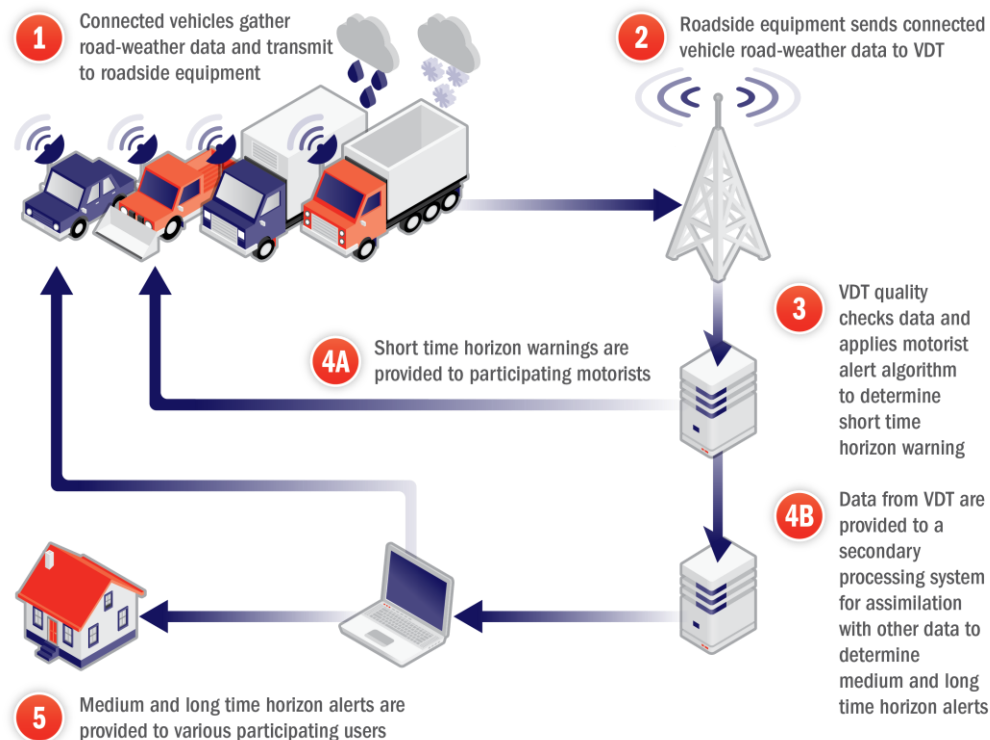 1
Connected vehicles gather
road-weather data and transmit
to roadside equipment
2
Roadside equipment sends connected
vehicle road-weather data to VDT
3
VDT quality
checks data and
applies motorist
alert algorithm
to determine
short time
horizon warning
4A
Short time horizon warnings are
provided to participating motorists
4B
Data from VDT are
provided to a
secondary
processing system
for assimilation
with other data to
determine
medium and long
time horizon alerts
5
Medium and long time horizon alerts are
provided to various participating users